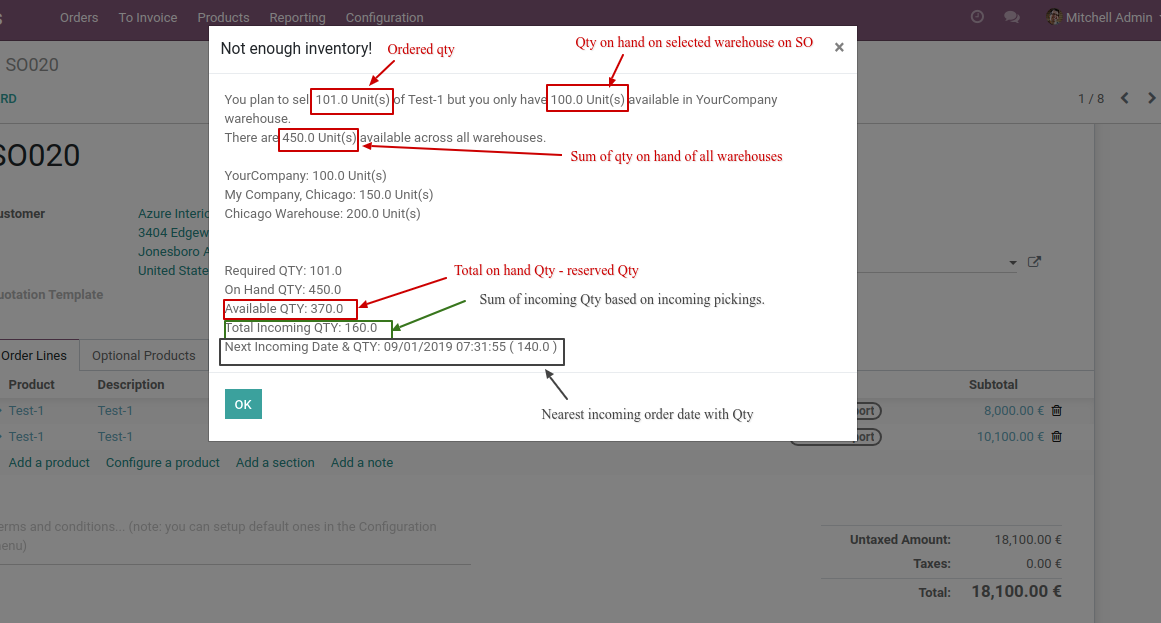 Orders To Invoice Products Reporting Configuration Mitchell Admin
Not enough inventory! Ordered qty Qty on hand on selected warehouse on SO ×
SO020
RD
1 / 8
You plan to sel 101.0 Unit(s) of Test-1 but you only have 100.0 Unit(s) available in YourCompany
warehouse.
There are 450.0 Unit(s) available across all warehouses.
Sum of qty on hand of all warehouses
SO020
YourCompany: 100.0 Unit(s)
My Company, Chicago: 150.0 Unit(s)
Chicago Warehouse: 200.0 Unit(s)
ustomer
Azure Interio
3404 Edgew
Jonesboro A
United State
Required QTY: 101.0
Total on hand Qty - reserved Qty
On Hand QTY: 450.0
Sum of incoming Qty based on incoming pickings.
uotation Template
Available QTY: 370.0
Total Incoming QTY: 160.0
Next Incoming Date & QTY: 09/01/2019 07:31:55 ( 140.0 )
Order Lines Optional Products
OK
Nearest incoming order date with Qty
Product Description Subtotal
Test-1 Test-1 ort 8,000.00 €
Test-1 Test-1 port 10,100.00 €
Add a product Configure a product Add a section Add a note
erms and conditions... (note: you can setup default ones in the Configuration
enu)
Untaxed Amount: 18,100.00 €
Taxes: 0.00 €
Total: 18,100.00 €